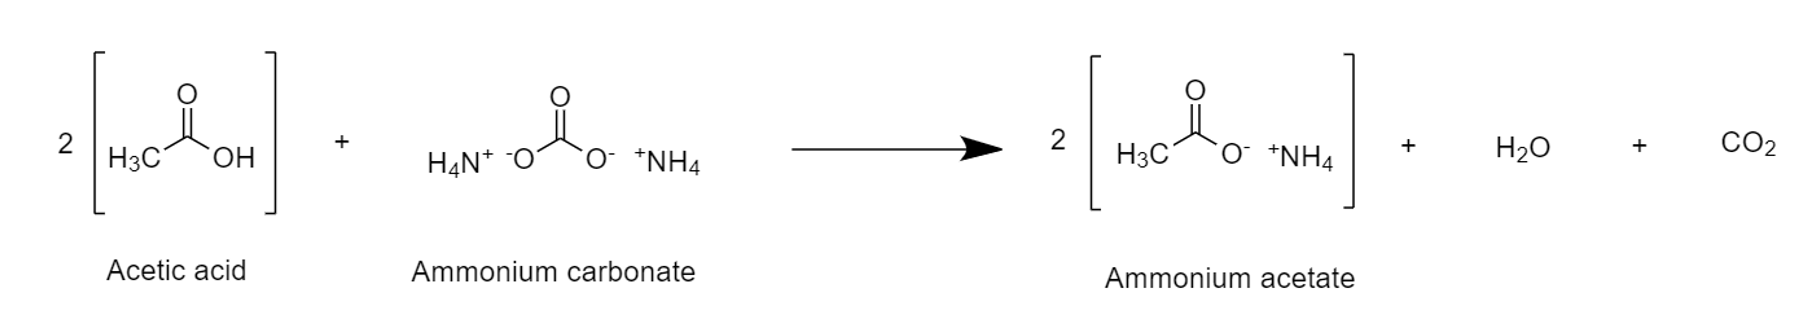 2 [ H₃C O OH ] + H₄N⁺ ⁻O O O⁻ ⁺NH₄ 2 [ H₃C O O⁻ ⁺NH₄ ] + H₂O + CO₂
Acetic acid Ammonium carbonate Ammonium acetate